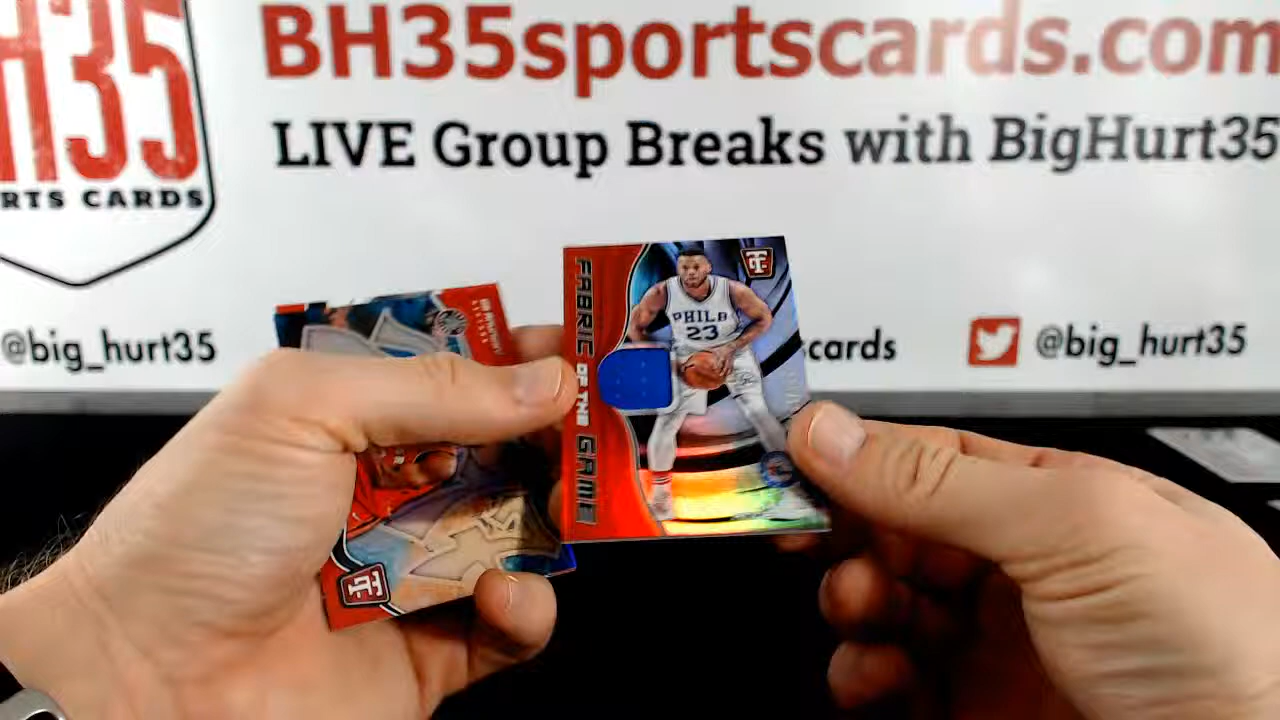 H35
RTS CARDS
BH35sportscards.com
LIVE Group Breaks with BigHurt35
@big_hurt35
cards
@big_hurt35
FABRIC OF THE GAME
PHILA
23